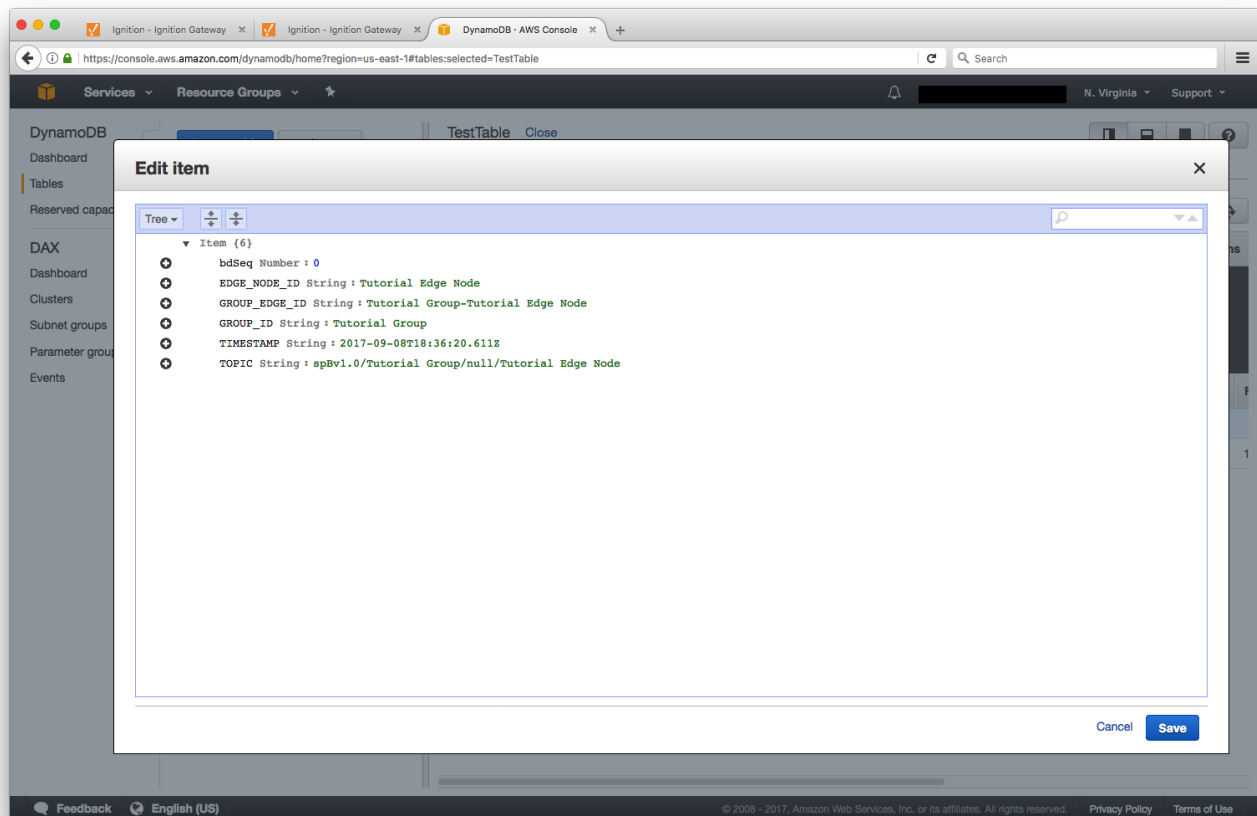 Ignition - Ignition Gateway
Ignition - Ignition Gateway
DynamoDB · AWS Console
https://console.aws.amazon.com/dynamodb/home?region=us-east-1#tables:selected=TestTable
Search
Services
Resource Groups
N. Virginia
Support
DynamoDB
Dashboard
Tables
Reserved capac
DAX
Dashboard
Clusters
Subnet groups
Parameter group
Events
TestTable Close
Edit item
Tree
Item {6}
bdSeq Number : 0
EDGE_NODE_ID String : Tutorial Edge Node
GROUP_EDGE_ID String : Tutorial Group-Tutorial Edge Node
GROUP_ID String : Tutorial Group
TIMESTAMP String : 2017-09-08T18:36:20.611Z
TOPIC String : spBv1.0/Tutorial Group/null/Tutorial Edge Node
Cancel
Save
Feedback
English (US)
© 2008 - 2017, Amazon Web Services, Inc. or its affiliates. All rights reserved.
Privacy Policy
Terms of Use